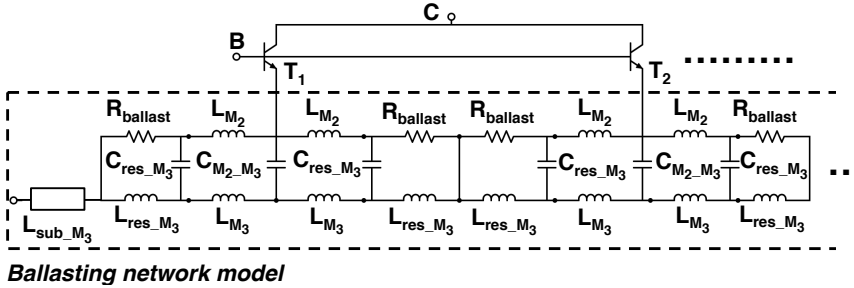 C
B
T1 T2
Rballast LM2 LM2 Rballast Rballast LM2 LM2 Rballast
Cres_M3 CM2_M3 Cres_M3 Cres_M3 CM2_M3 Cres_M3
Lsub_M3 Lres_M3 LM3 LM3 Lres_M3 Lres_M3 LM3 LM3 Lres_M3
Ballasting network model